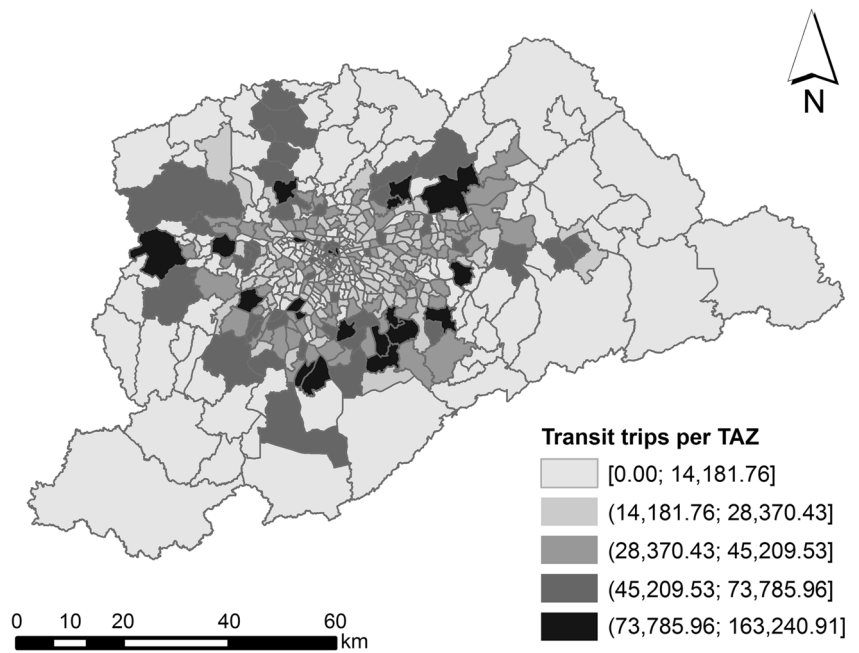 N
Transit trips per TAZ
[0.00; 14,181.76]
(14,181.76; 28,370.43]
(28,370.43; 45,209.53]
(45,209.53; 73,785.96]
(73,785.96; 163,240.91]
0 10 20 40 60
km